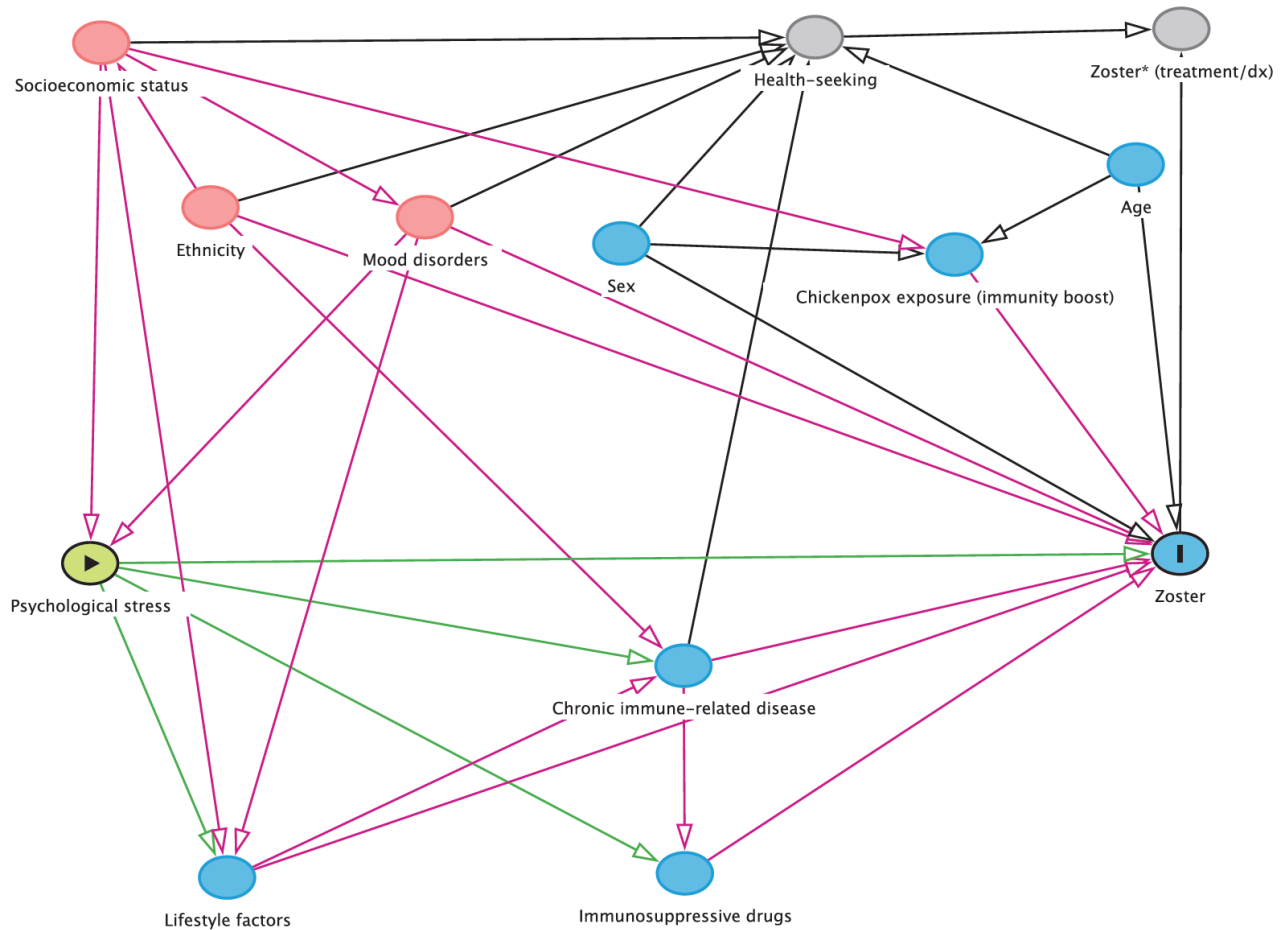 Socioeconomic status
Health-seeking
Zoster* (treatment/dx)
Ethnicity
Mood disorders
Sex
Age
Chickenpox exposure (immunity boost)
Psychological stress
Zoster
Chronic immune-related disease
Lifestyle factors
Immunosuppressive drugs